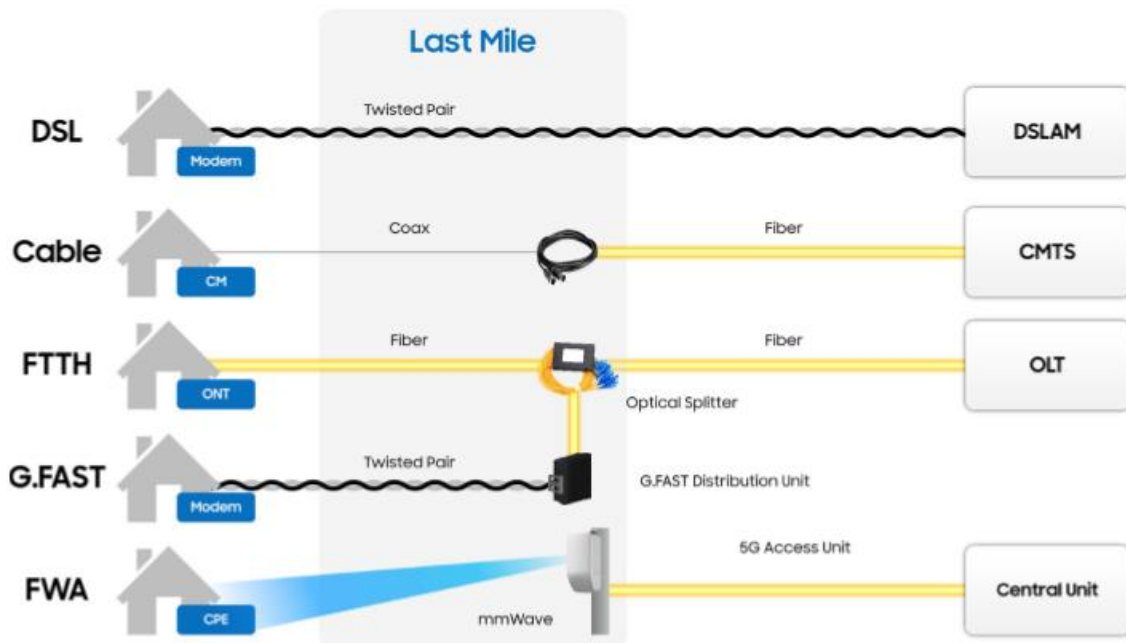 Last Mile
DSL
Modem
Twisted Pair
DSLAM
Cable
CM
Coax
Fiber
CMTS
FTTH
ONT
Fiber
Fiber
OLT
Optical Splitter
G.FAST
Modem
Twisted Pair
G.FAST Distribution Unit
FWA
CPE
mmWave
5G Access Unit
Central Unit